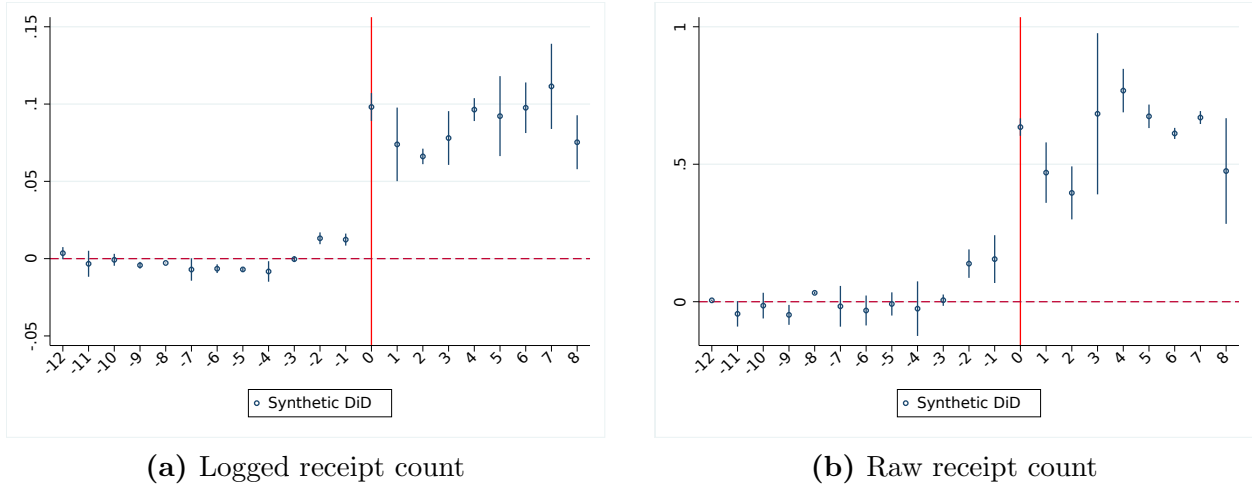 .15
.1
.05
0
-.05
-12 -11 -10 -9 -8 -7 -6 -5 -4 -3 -2 -1 0 1 2 3 4 5 6 7 8
Synthetic DiD
(a) Logged receipt count
1
.5
0
-12 -11 -10 -9 -8 -7 -6 -5 -4 -3 -2 -1 0 1 2 3 4 5 6 7 8
Synthetic DiD
(b) Raw receipt count